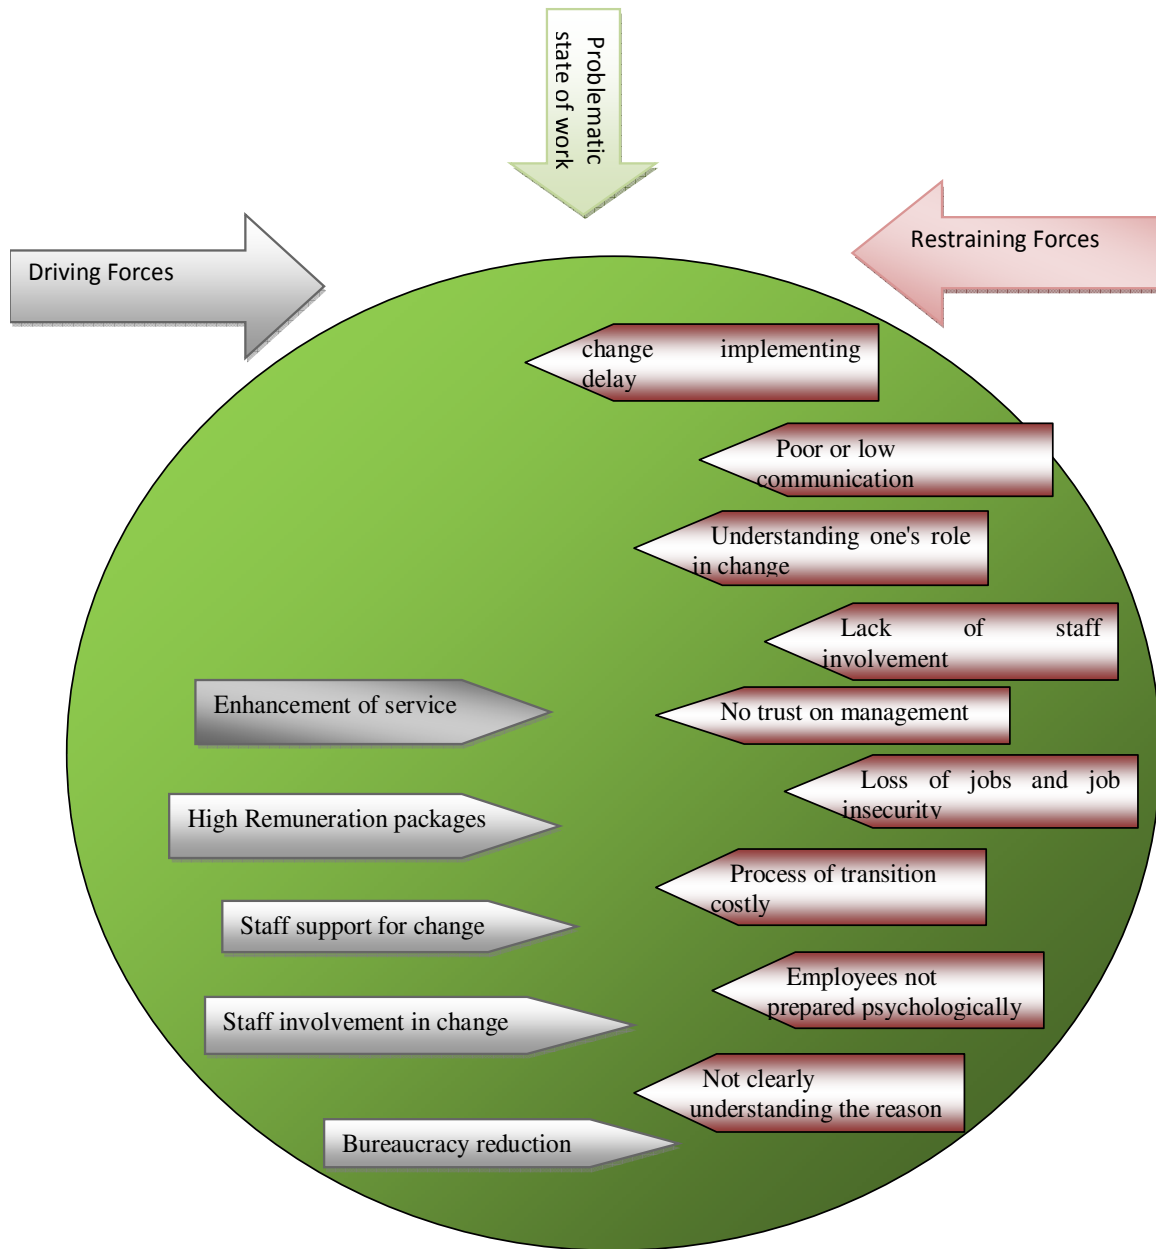 Problematic
state of work
Driving Forces
Restraining Forces
change implementing
delay
Poor or low
communication
Understanding one's role
in change
Lack of staff
involvement
Enhancement of service
No trust on management
Loss of jobs and job
insecurity
High Remuneration packages
Process of transition
costly
Staff support for change
Employees not
prepared psychologically
Staff involvement in change
Not clearly
understanding the reason
Bureaucracy reduction